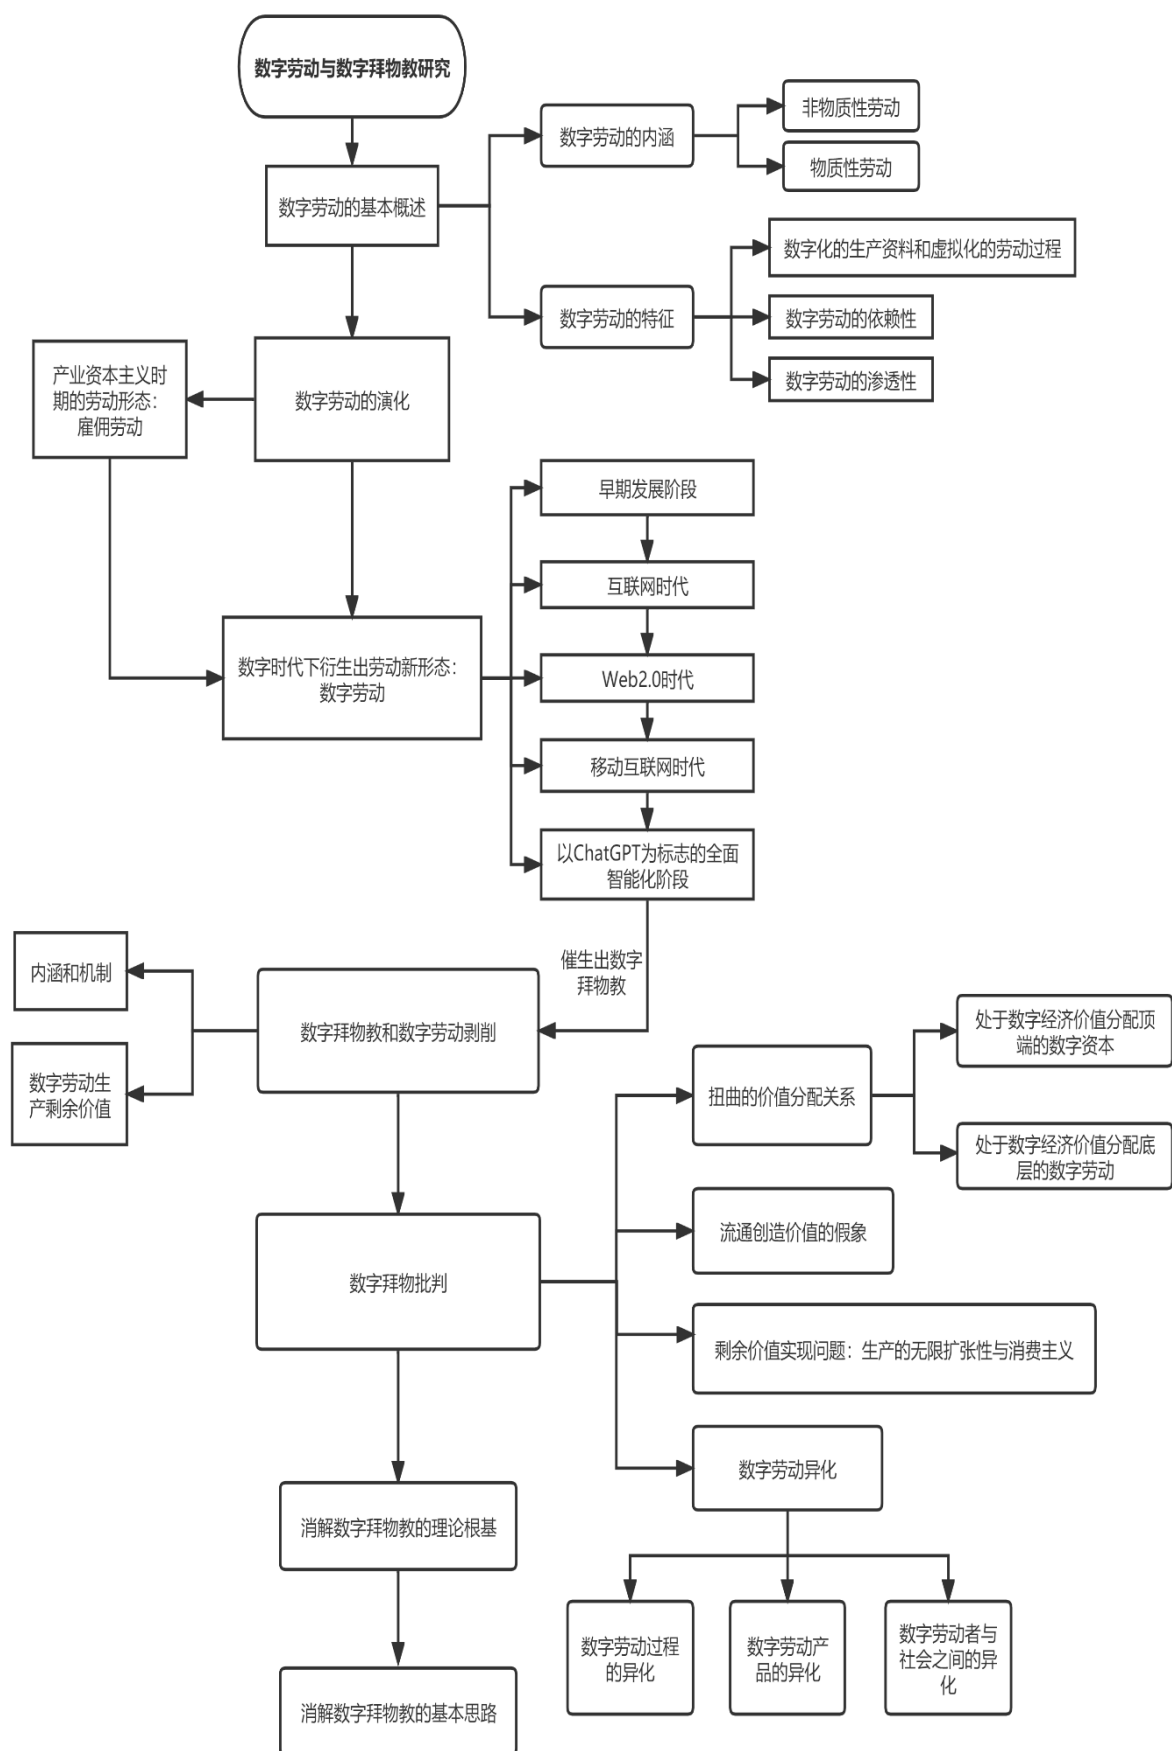 数字劳动与数字拜物教研究
数字劳动的基本概述
数字劳动的内涵
非物质性劳动
物质性劳动
数字劳动的特征
数字化的生产资料和虚拟化的劳动过程
数字劳动的依赖性
数字劳动的渗透性
数字劳动的演化
产业资本主义时
期的劳动形态：
雇佣劳动
数字时代下衍生出劳动新形态：
数字劳动
早期发展阶段
互联网时代
Web2.0时代
移动互联网时代
以ChatGPT为标志的全面
智能化阶段
催生出数字
拜物教
数字拜物教和数字劳动剥削
内涵和机制
数字劳动生
产剩余价值
数字拜物批判
扭曲的价值分配关系
处于数字经济价值分配顶
端的数字资本
处于数字经济价值分配底
层的数字劳动
流通创造价值的假象
剩余价值实现问题：生产的无限扩张性与消费主义
数字劳动异化
数字劳动过程
的异化
数字劳动产
品的异化
数字劳动者与
社会之间的异
化
消解数字拜物教的理论根基
消解数字拜物教的基本思路